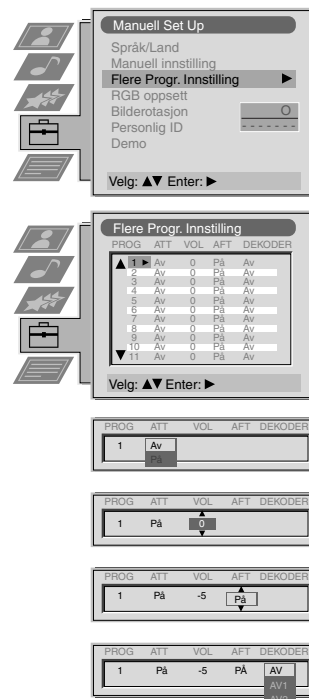 Manuell Set Up
Språk/Land
Manuell innstilling
Flere Progr. Innstilling
RGB oppsett
Bilderotasjon O
Personlig ID - - - - - - -
Demo
Velg: ▲▼ Enter: ▶
Flere Progr. Innstilling
PROG ATT VOL AFT DEKODER
1 ▶ Av 0 På Av
2 Av 0 På Av
3 Av 0 På Av
4 Av 0 På Av
5 Av 0 På Av
6 Av 0 På Av
7 Av 0 På Av
8 Av 0 På Av
9 Av 0 På Av
10 Av 0 På Av
11 Av 0 På Av
Velg: ▲▼ Enter: ▶
PROG ATT VOL AFT DEKODER
1 Av
På
PROG ATT VOL AFT DEKODER
1 På 0
PROG ATT VOL AFT DEKODER
1 På -5 På
PROG ATT VOL AFT DEKODER
1 På -5 PÅ AV
AV1
AV2